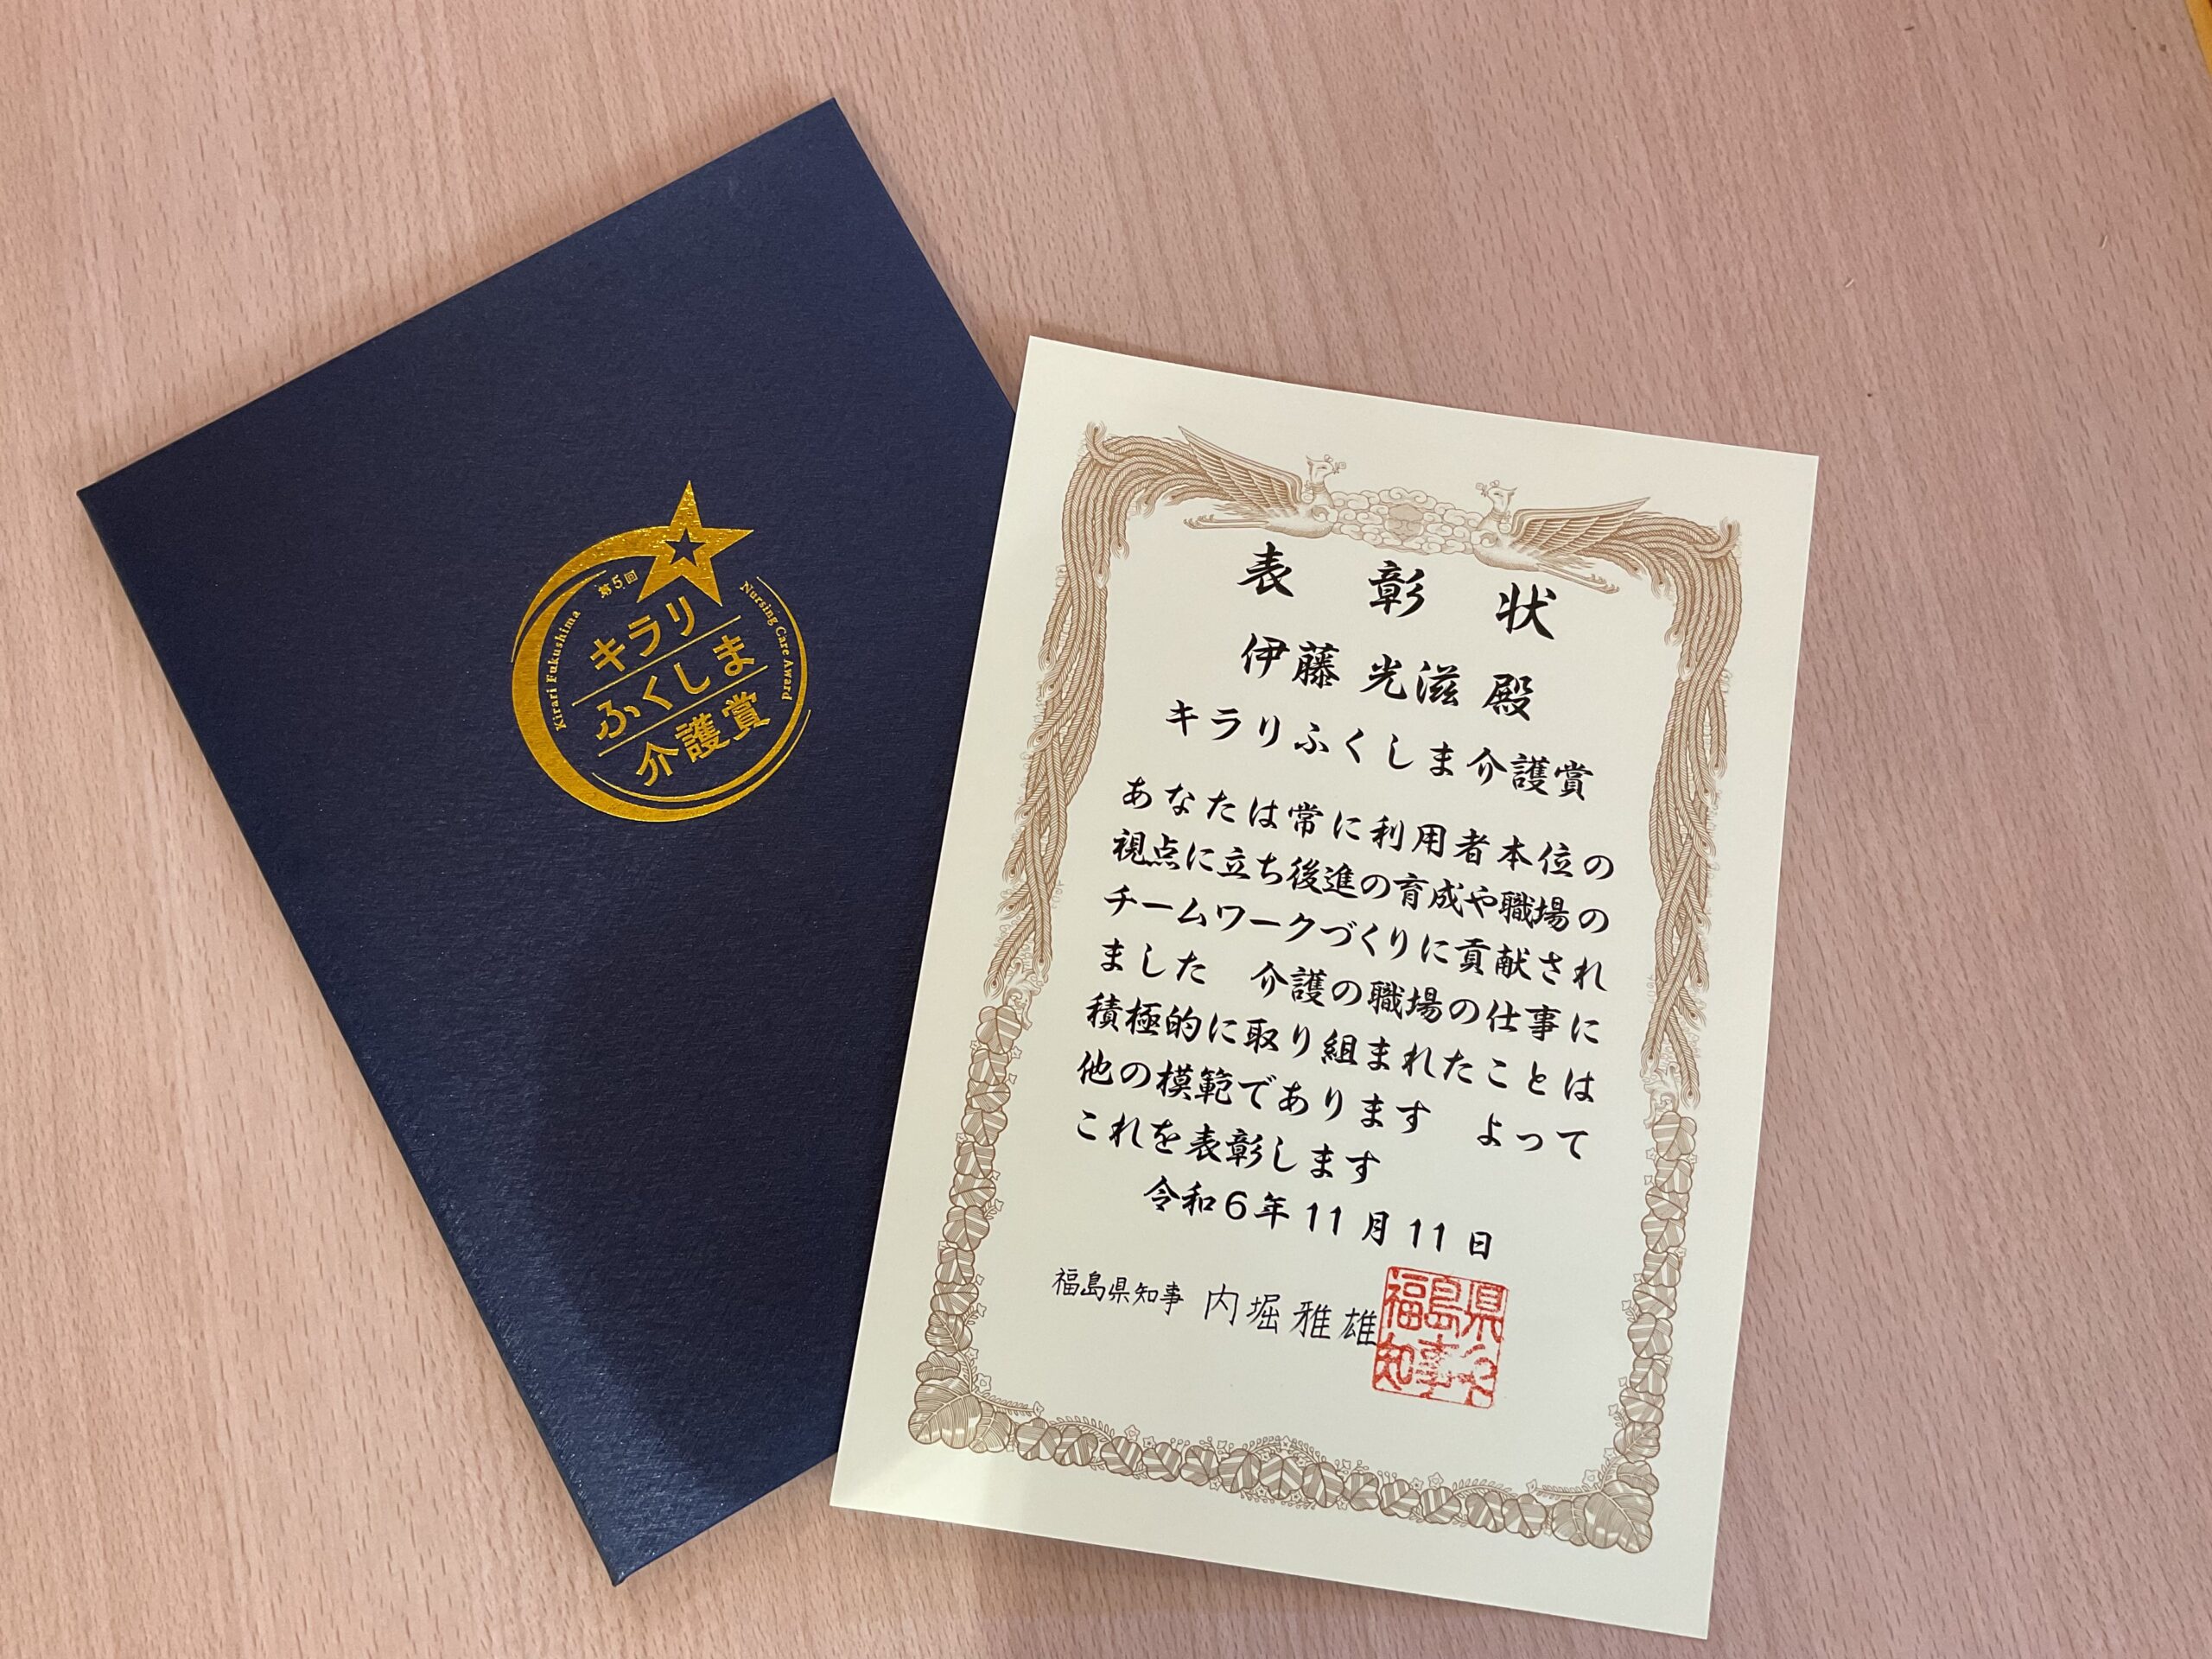 第5回
Kirari Fukushima
Nursing Care Award
キラリ
ふくしま
介護賞
表彰状
伊藤 光滋 殿
キラリふくしま介護賞
あなたは常に利用者本位の
視点に立ち後進の育成や職場の
チームワークづくりに貢献され
ました　介護の職場の仕事に
積極的に取り組まれたことは
他の模範であります　よって
これを表彰します
令和6年11月11日
福島県知事 内堀雅雄
福島県
知事之